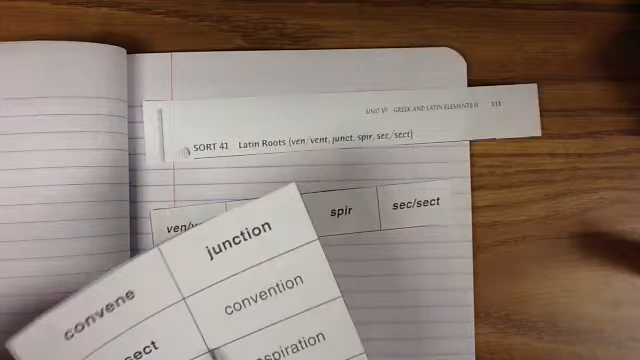 UNIT VI GREEK AND LATIN ELEMENTS II 113
SORT 41 Latin Roots (ven/vent, junct, spir, sec/sect)
spir sec/sect
convene junction
convention